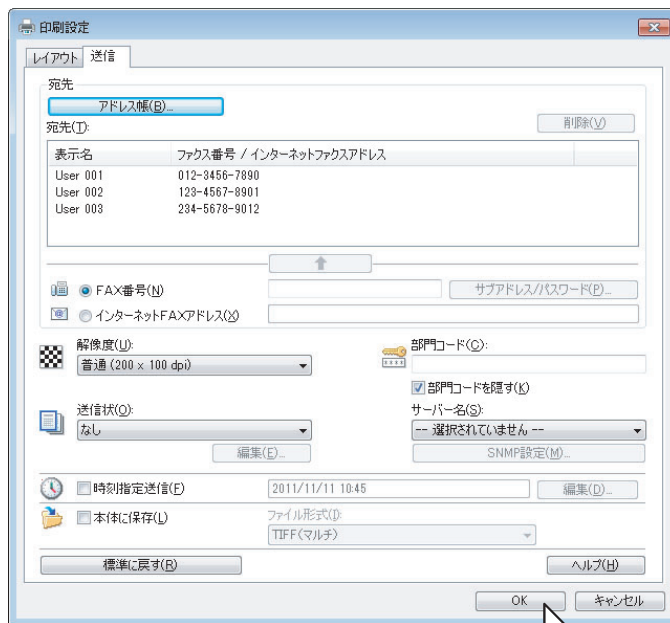 印刷設定
レイアウト 送信
宛先
アドレス帳(B)...
宛先(T):
削除(V)
表示名 ファクス番号 / インターネットファクスアドレス
User 001 012-3456-7890
User 002 123-4567-8901
User 003 234-5678-9012
FAX番号(N) サブアドレス/パスワード(P)...
インターネットFAXアドレス(X)
解像度(U): 部門コード(C):
普通 (200 x 100 dpi)
部門コードを隠す(K)
送信状(O): サーバー名(S):
なし -- 選択されていません --
編集(E)... SNMP設定(M)...
時刻指定送信(F) 2011/11/11 10:45 編集(D)...
本体に保存(L) ファイル形式(I):
TIFF(マルチ)
標準に戻す(R) ヘルプ(H)
OK キャンセル